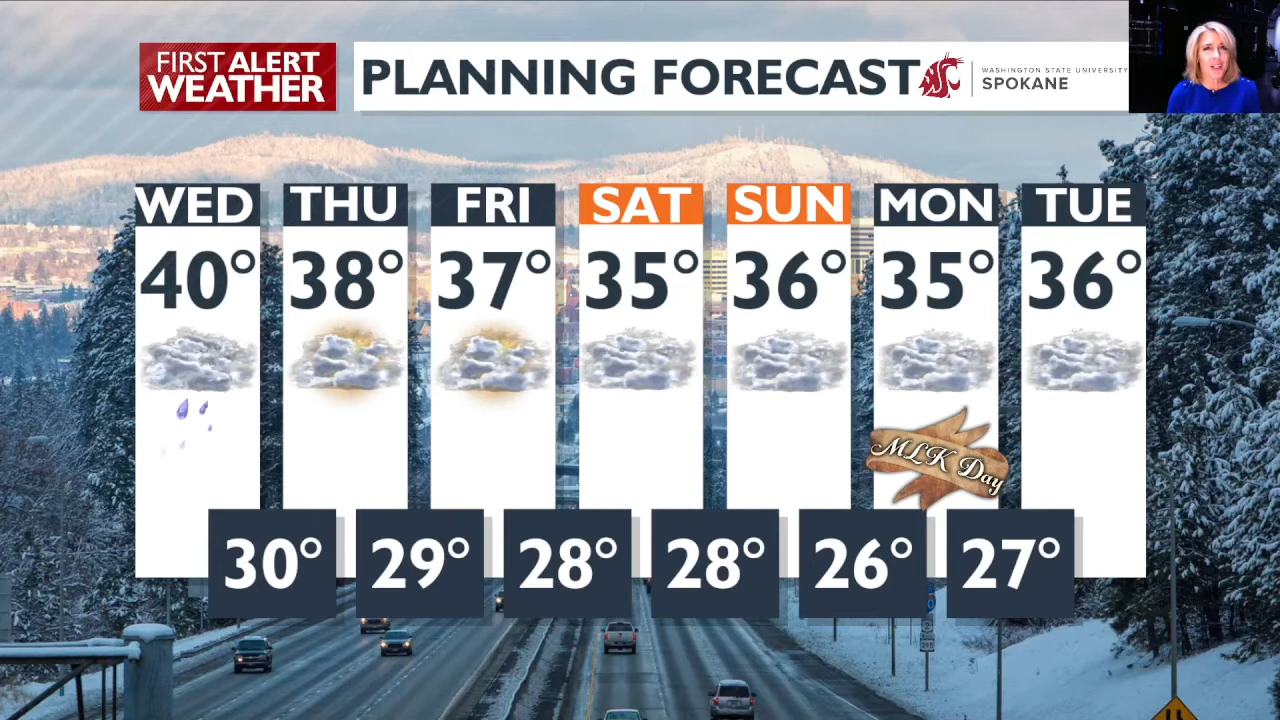 FIRST ALERT
WEATHER
PLANNING FORECAST
WASHINGTON STATE UNIVERSITY
SPOKANE
WED THU FRI SAT SUN MON TUE
40° 38° 37° 35° 36° 35° 36°
MLK Day
30° 29° 28° 28° 26° 27°